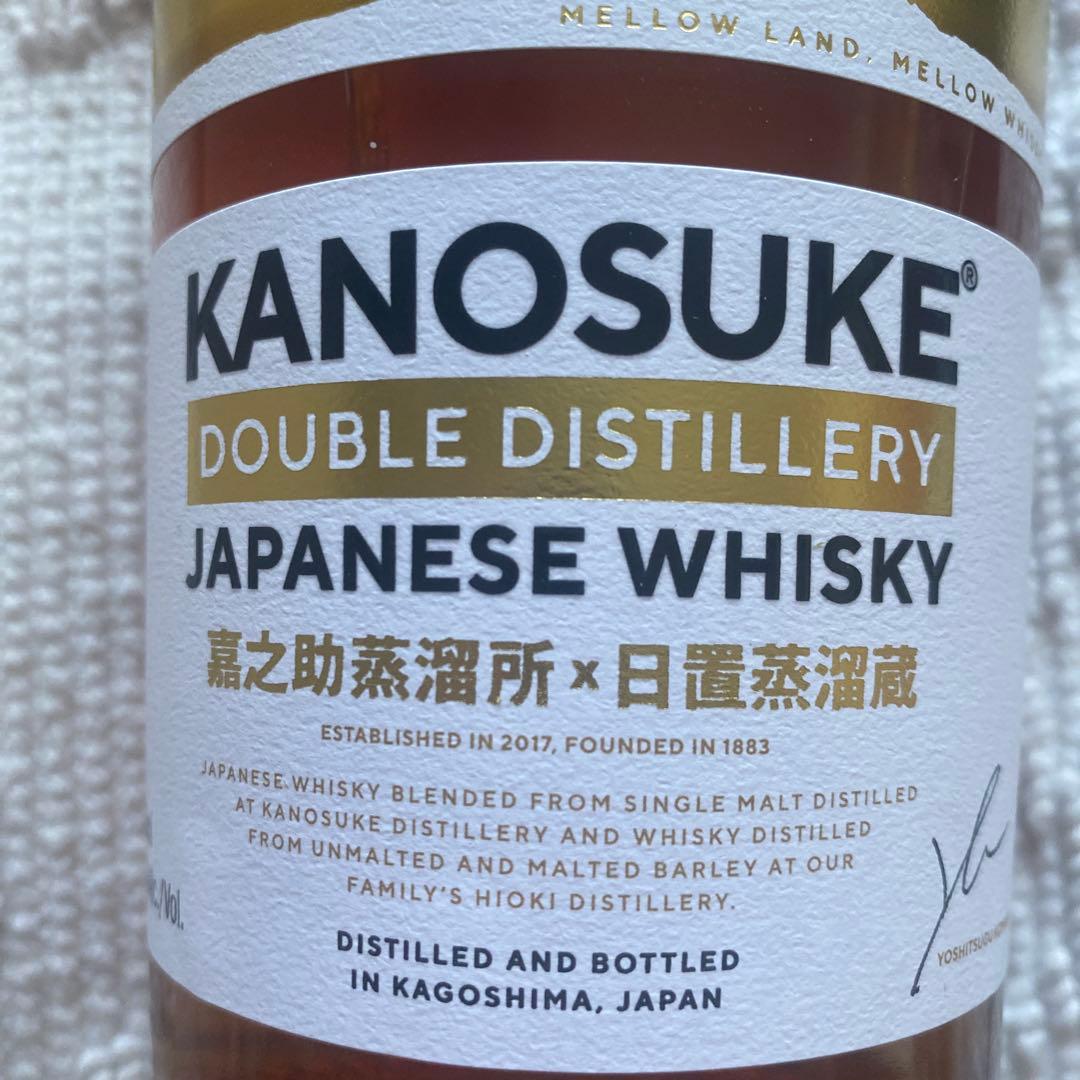 MELLOW LAND, MELLOW
KANOSUKE®
DOUBLE DISTILLERY
JAPANESE WHISKY
嘉之助蒸溜所 x 日置蒸溜蔵
ESTABLISHED IN 2017, FOUNDED IN 1883
JAPANESE WHISKY BLENDED FROM SINGLE MALT DISTILLED
AT KANOSUKE DISTILLERY AND WHISKY DISTILLED
FROM UNMALTED AND MALTED BARLEY AT OUR
FAMILY'S HIOKI DISTILLERY.
DISTILLED AND BOTTLED
IN KAGOSHIMA, JAPAN
/Vol.
YOSHITSUGU